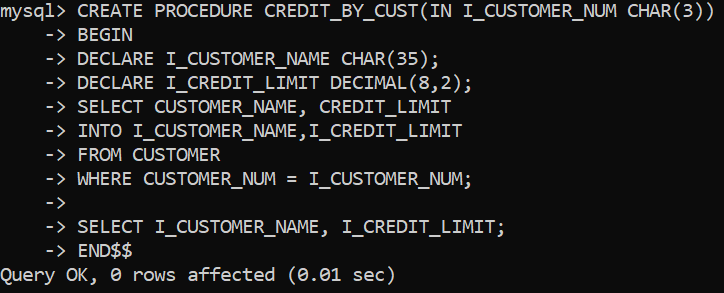 mysql> CREATE PROCEDURE CREDIT_BY_CUST(IN I_CUSTOMER_NUM CHAR(3))
    -> BEGIN
    -> DECLARE I_CUSTOMER_NAME CHAR(35);
    -> DECLARE I_CREDIT_LIMIT DECIMAL(8,2);
    -> SELECT CUSTOMER_NAME, CREDIT_LIMIT
    -> INTO I_CUSTOMER_NAME,I_CREDIT_LIMIT
    -> FROM CUSTOMER
    -> WHERE CUSTOMER_NUM = I_CUSTOMER_NUM;
    ->
    -> SELECT I_CUSTOMER_NAME, I_CREDIT_LIMIT;
    -> END$$
Query OK, 0 rows affected (0.01 sec)